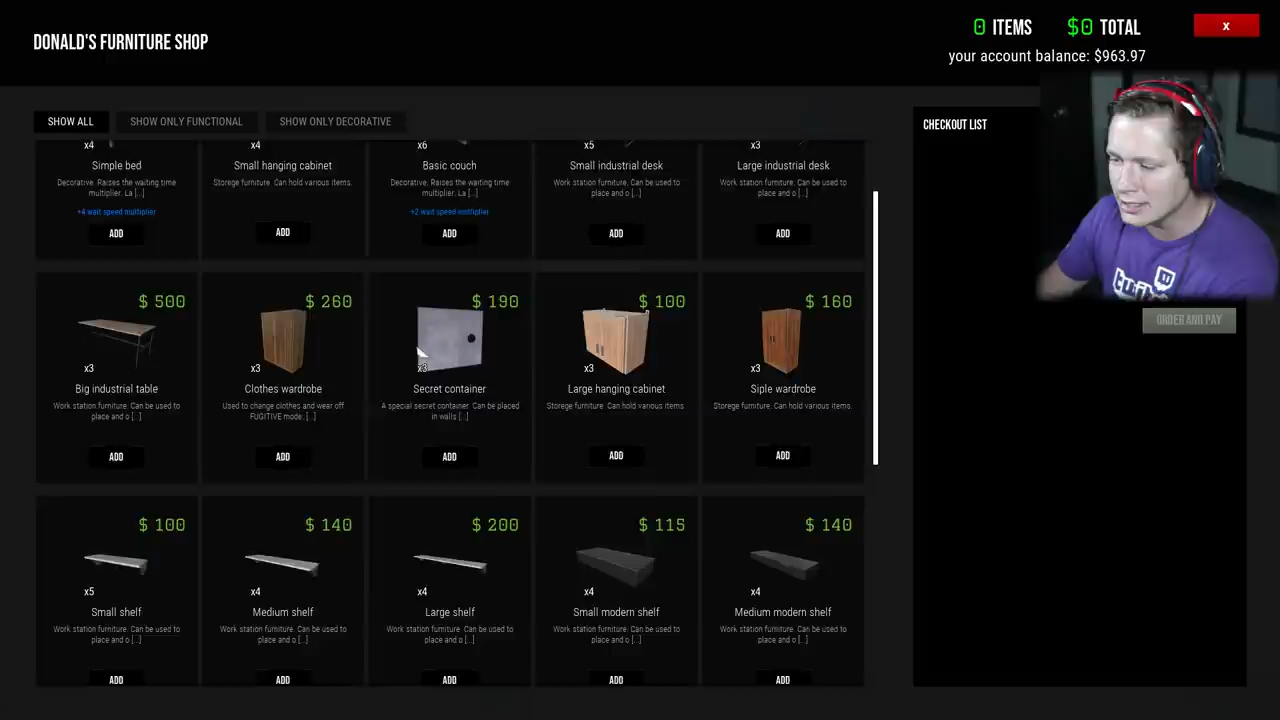 DONALD'S FURNITURE SHOP
0 ITEMS $0 TOTAL
x
your account balance: $963.97
SHOW ALL SHOW ONLY FUNCTIONAL SHOW ONLY DECORATIVE
CHECKOUT LIST
x4 x4 x6 x5 x3
Simple bed Small hanging cabinet Basic couch Small industrial desk Large industrial desk
Decorative. Raises the waiting time Storege furniture. Can hold various items. Decorative. Raises the waiting time Work station furniture. Can be used to Work station furniture. Can be used to
multiplier. La [...] multiplier. La [...] place and o [...] place and o [...]
+4 wait speed multiplier +2 wait speed multiplier
ADD ADD ADD ADD ADD
$ 500 $ 260 $ 190 $ 100 $ 160
ORDER AND PAY
x3 x3 x3 x3 x3
Big industrial table Clothes wardrobe Secret container Large hanging cabinet Siple wardrobe
Work station furniture. Can be used to Used to change clothes and wear off A special secret container. Can be placed Storege furniture. Can hold various items. Storege furniture. Can hold various items.
place and o [...] FUGITIVE mode. [...] in walls [...]
ADD ADD ADD ADD ADD
$ 100 $ 140 $ 200 $ 115 $ 140
x5 x4 x4 x4 x4
Small shelf Medium shelf Large shelf Small modern shelf Medium modern shelf
Work station furniture. Can be used to Work station furniture. Can be used to Work station furniture. Can be used to Work station furniture. Can be used to Work station furniture. Can be used to
place and o [...] place and o [...] place and o [...] place and o [...] place and o [...]
ADD ADD ADD ADD ADD